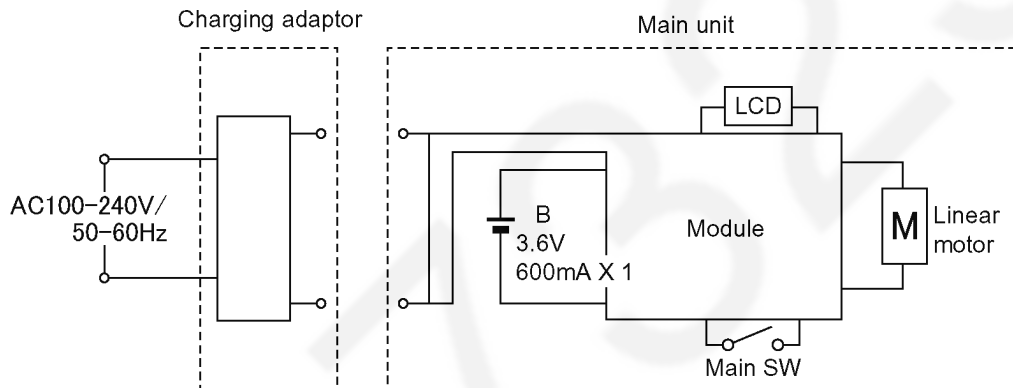 Charging adaptor
Main unit
LCD
AC100-240V/
50-60Hz
B
3.6V
600mA X 1
Module
M
Linear
motor
Main SW